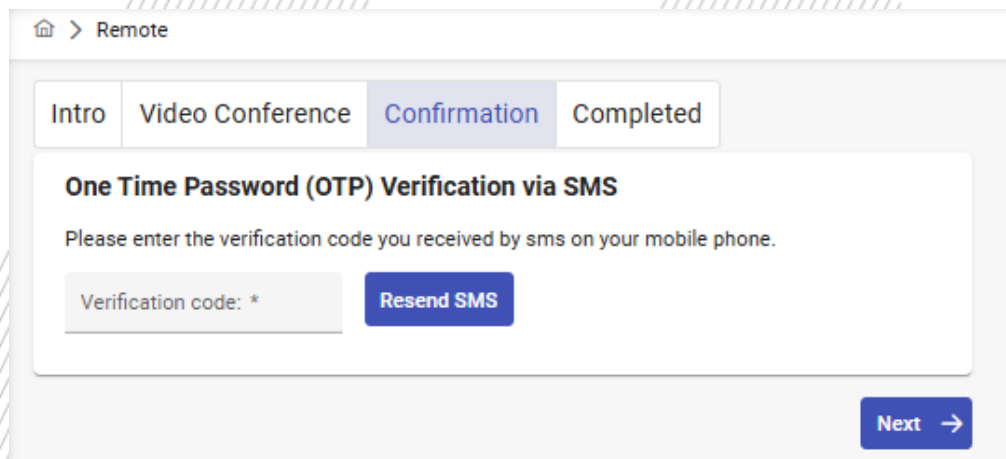 Remote
Intro Video Conference Confirmation Completed
One Time Password (OTP) Verification via SMS
Please enter the verification code you received by sms on your mobile phone.
Verification code: * Resend SMS
Next